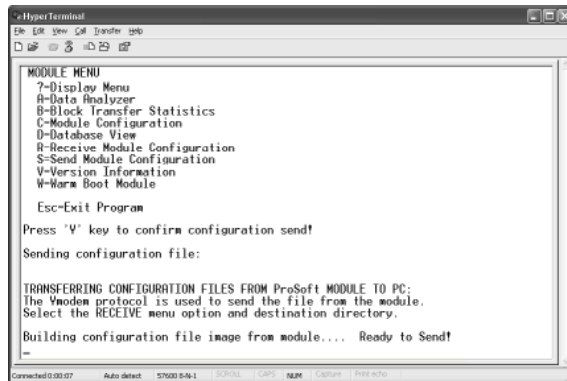 HyperTerminal
File Edit View Call Transfer Help
MODULE MENU
?-Display Menu
A-Data Analyzer
B-Block Transfer Statistics
C-Module Configuration
D-Database View
R-Receive Module Configuration
S=Send Module Configuration
V-Version Information
W-Warm Boot Module
Esc=Exit Program
Press 'Y' key to confirm configuration send!
Sending configuration file:
TRANSFERRING CONFIGURATION FILES FROM ProSoft MODULE TO PC:
The Ymodem protocol is used to send the file from the module.
Select the RECEIVE menu option and destination directory.
Building configuration file image from module.... Ready to Send!
Connected 0:00:07 Auto detect 57600 8-N-1 SCROLL CAPS NUM Capture Print echo